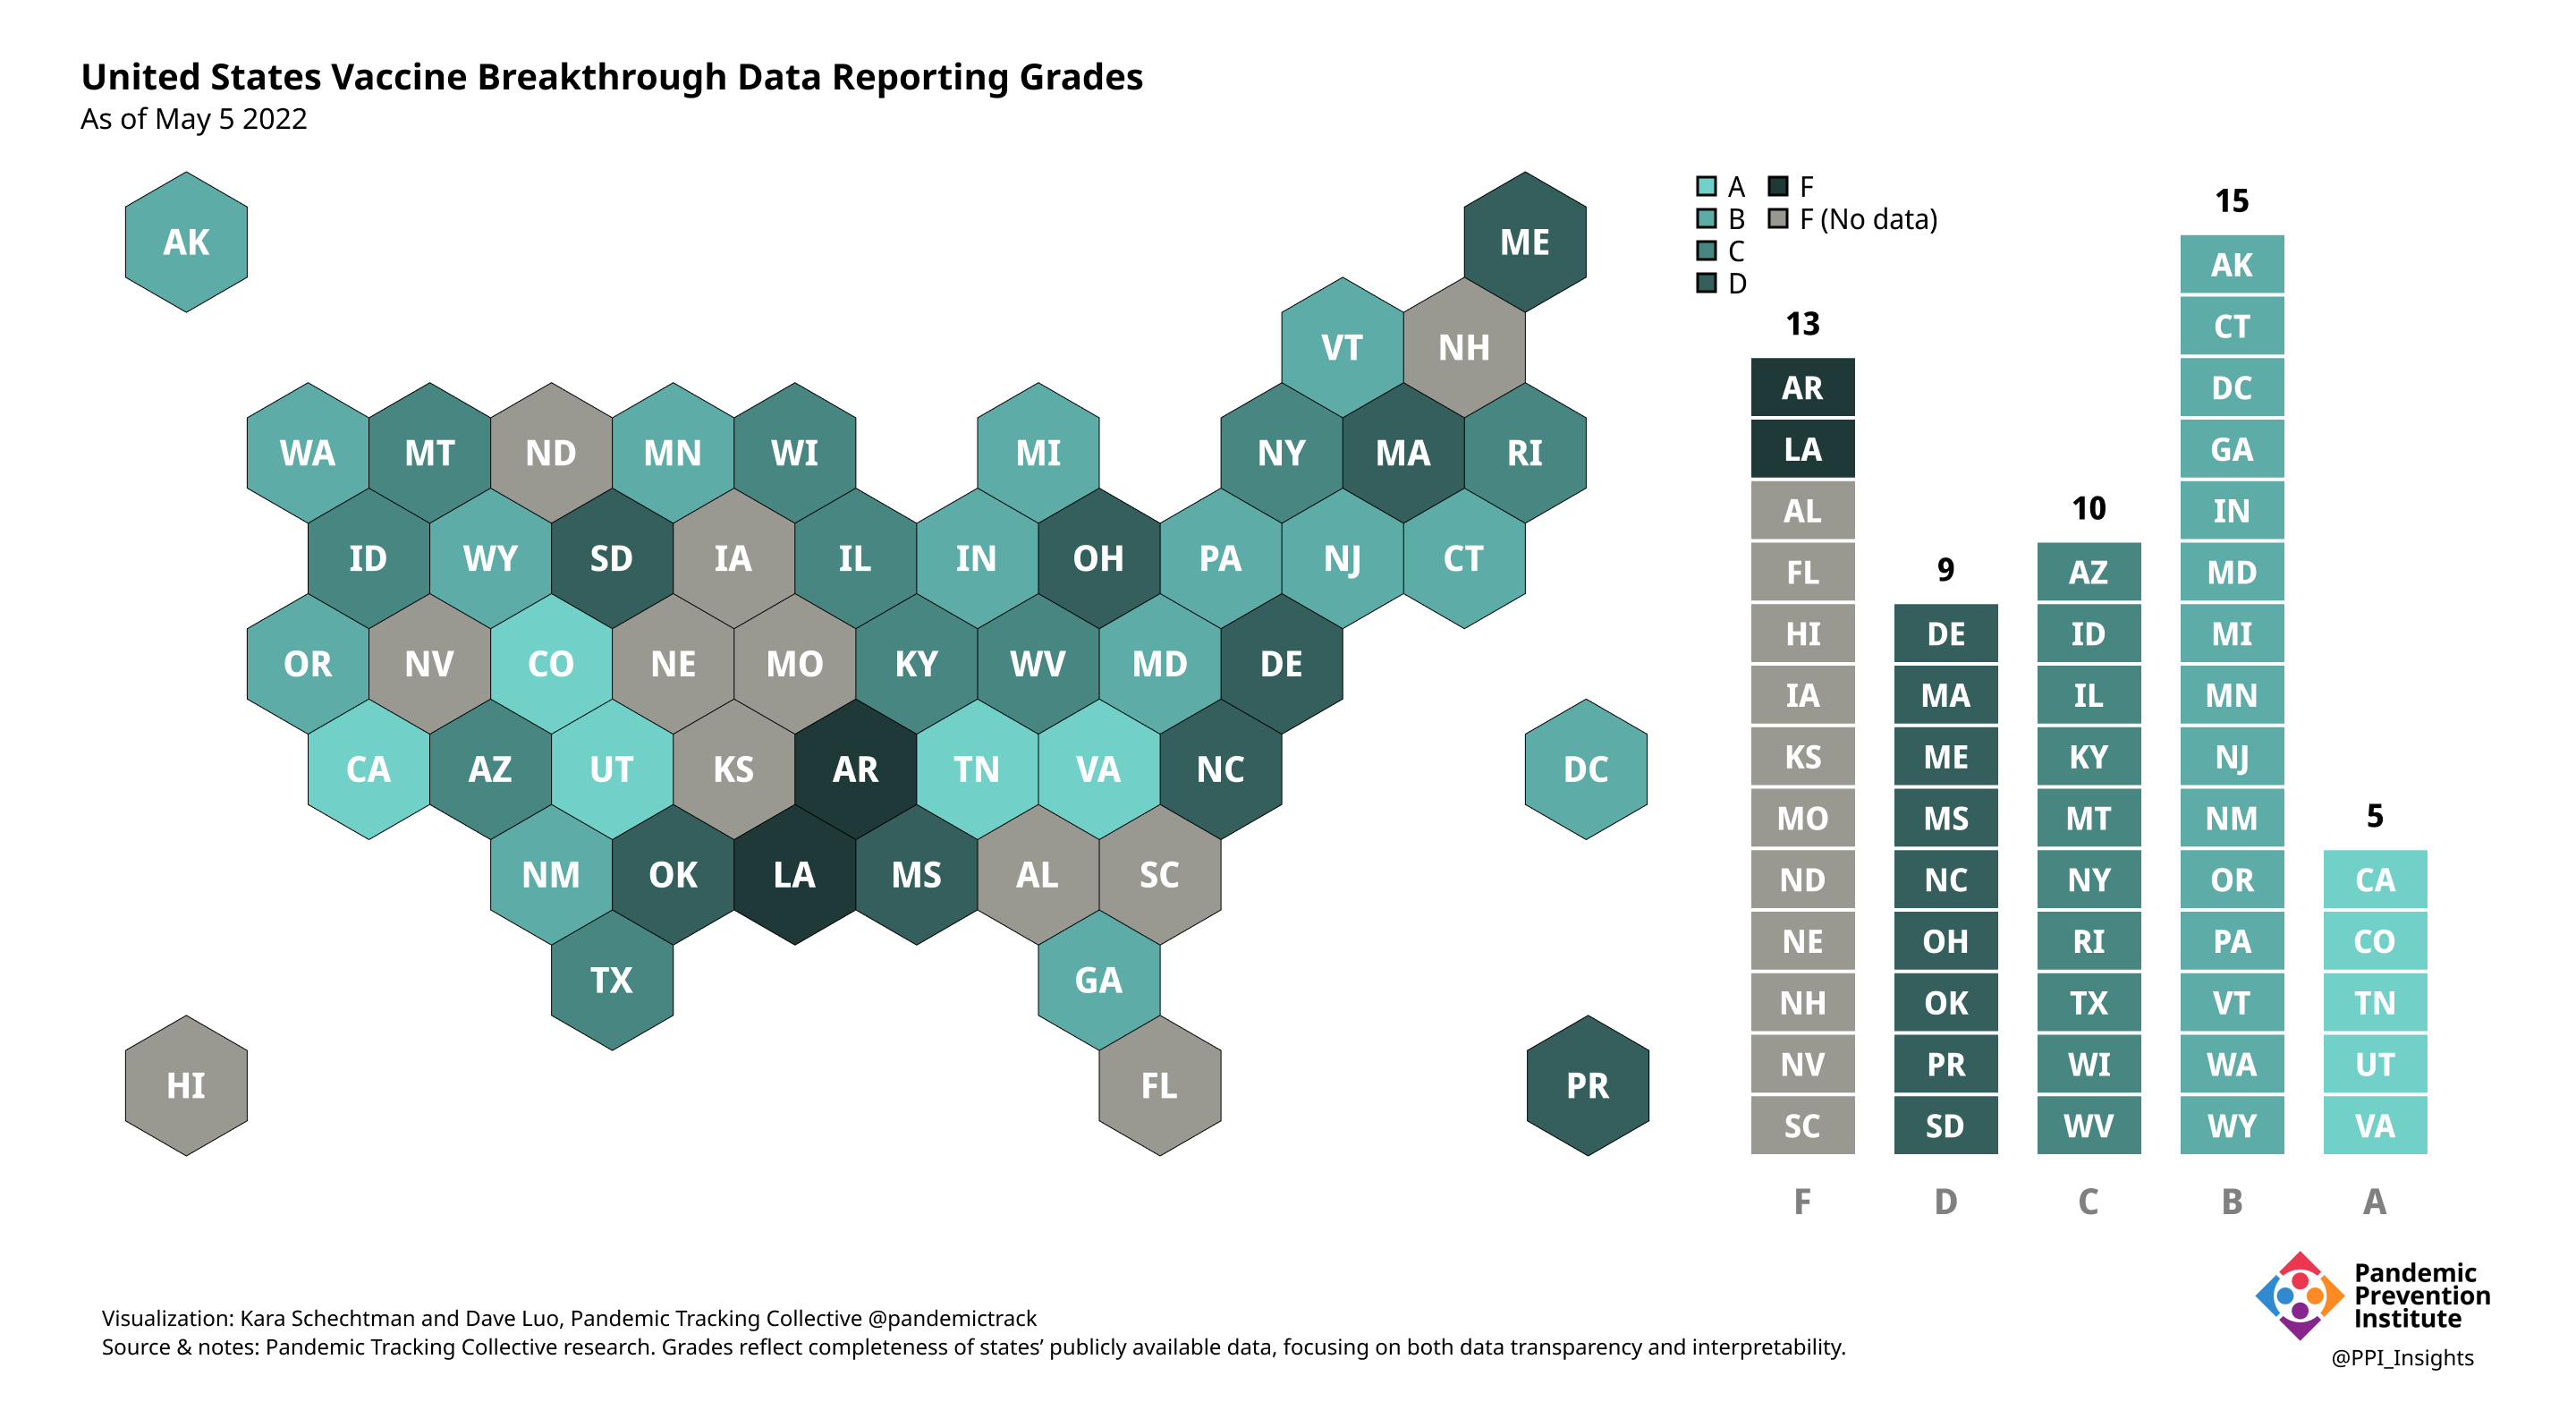 United States Vaccine Breakthrough Data Reporting Grades
As of May 5 2022
AK
ME
VT NH
WA MT ND MN WI MI NY MA RI
ID WY SD IA IL IN OH PA NJ CT
OR NV CO NE MO KY WV MD DE
CA AZ UT KS AR TN VA NC DC
NM OK LA MS AL SC
TX GA
HI FL PR
A F
B F (No data)
C
D
13
AR
LA
AL
FL
HI
IA
KS
MO
ND
NE
NH
NV
SC
F
9
DE
MA
ME
MS
NC
OH
OK
PR
SD
D
10
AZ
ID
IL
KY
MT
NY
RI
TX
WI
WV
C
15
AK
CT
DC
GA
IN
MD
MI
MN
NJ
NM
OR
PA
VT
WA
WY
B
5
CA
CO
TN
UT
VA
A
Visualization: Kara Schechtman and Dave Luo, Pandemic Tracking Collective @pandemictrack
Source & notes: Pandemic Tracking Collective research. Grades reflect completeness of states’ publicly available data, focusing on both data transparency and interpretability.
Pandemic
Prevention
Institute
@PPI_Insights